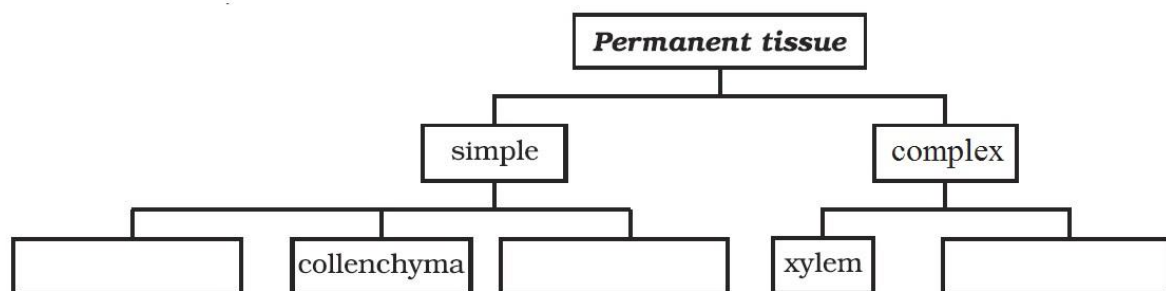 Permanent tissue
simple
complex
collenchyma
xylem